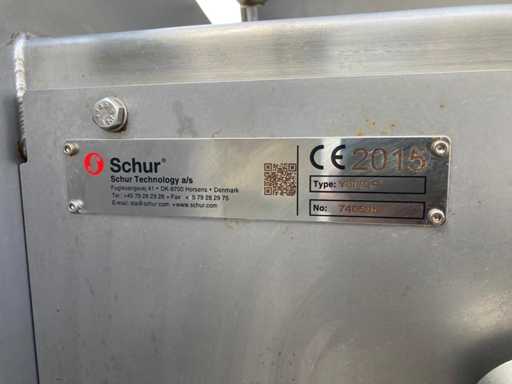 Schur®
Schur Technology a/s
Fuglevangsvej 41 • DK-8700 Horsens • Denmark
Tel.: +45 79 28 29 28 • Fax: + 5 79 28 29 75
E-mail: sta@schur.com • www.schur.com
CE 2015
Type:
No: